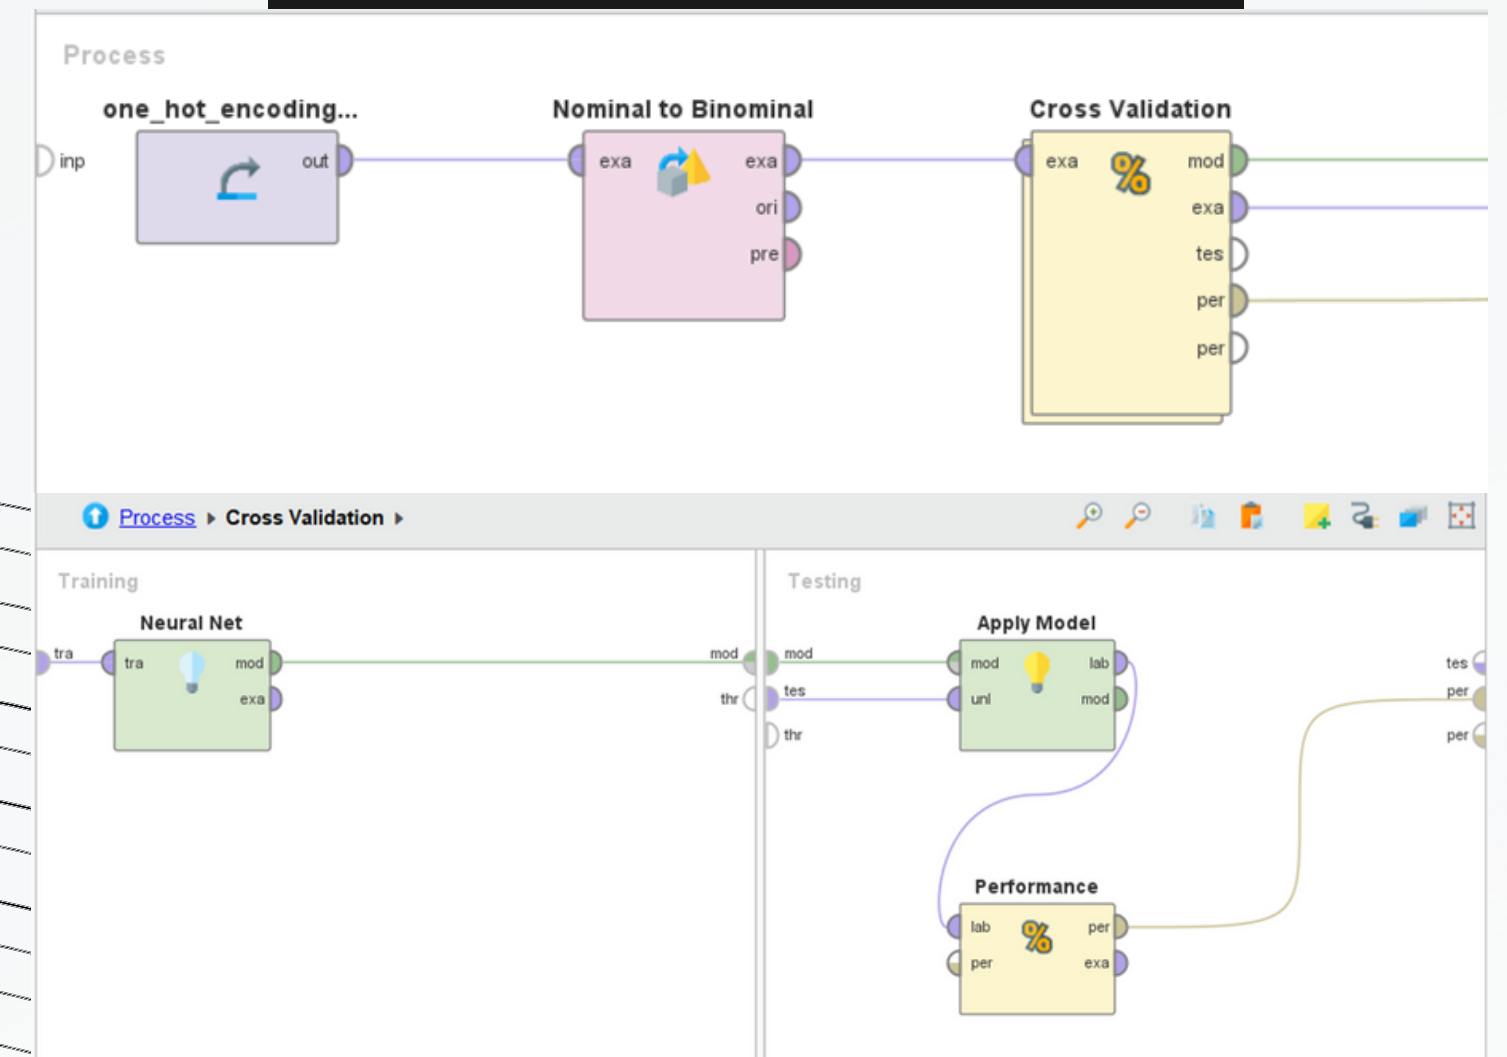 Process
one_hot_encoding...
Nominal to Binominal
Cross Validation
inp
out
exa
exa
ori
pre
exa
mod
exa
tes
per
per
Process
Cross Validation
Training
Testing
Neural Net
Apply Model
tra
tra
mod
exa
mod
thr
mod
tes
thr
mod
unl
lab
mod
tes
per
per
Performance
lab
per
per
exa